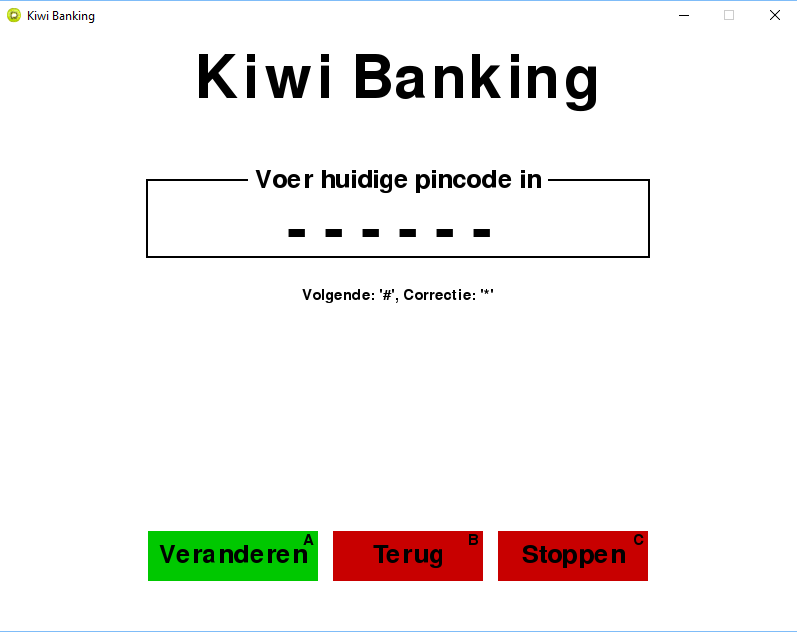 Kiwi Banking
Kiwi Banking
Voer huidige pincode in
- - - - - -
Volgende: '#', Correctie: '*'
Veranderen A
Terug B
Stoppen C